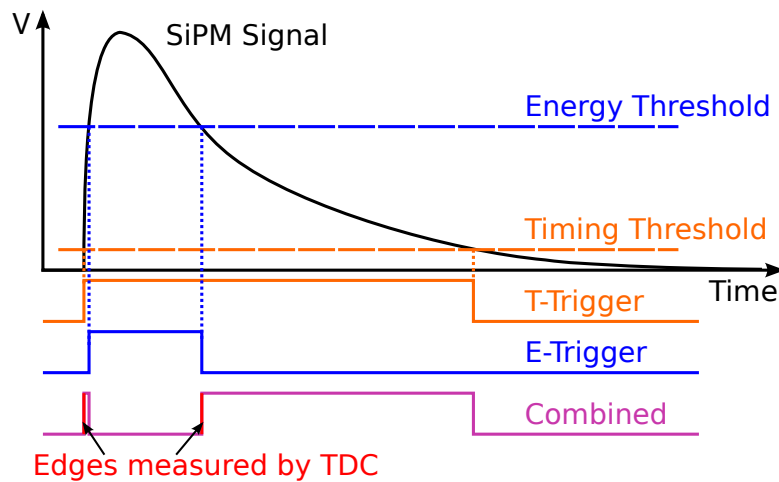 V
SiPM Signal
Energy Threshold
Timing Threshold
Time
T-Trigger
E-Trigger
Combined
Edges measured by TDC